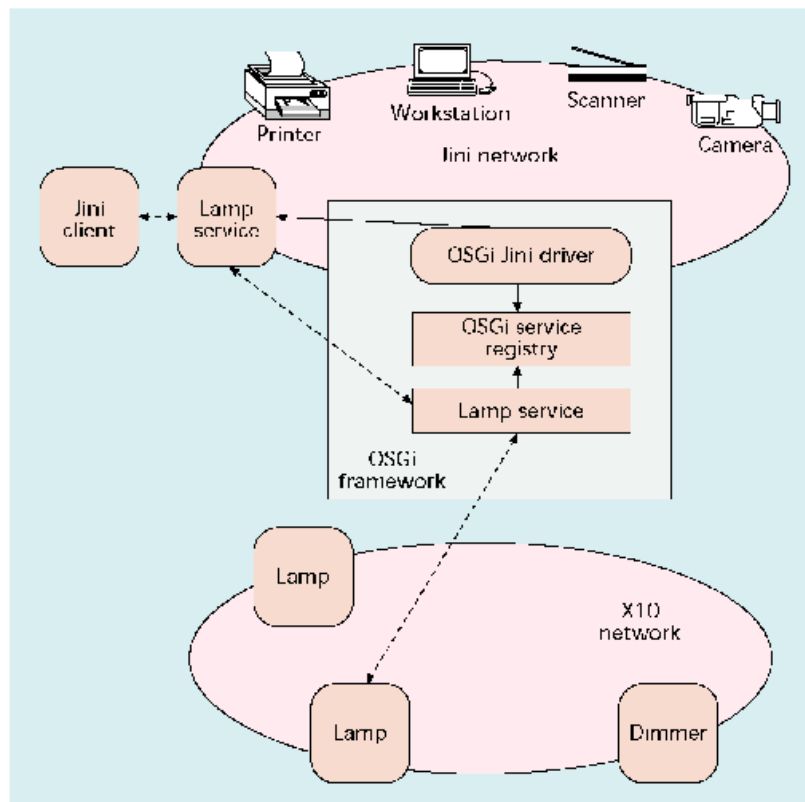 Printer
Workstation
Scanner
Camera
Jini network
Jini
client
Lamp
service
OSGi Jini driver
OSGi service
registry
Lamp service
OSGi
framework
Lamp
X10
network
Lamp
Dimmer